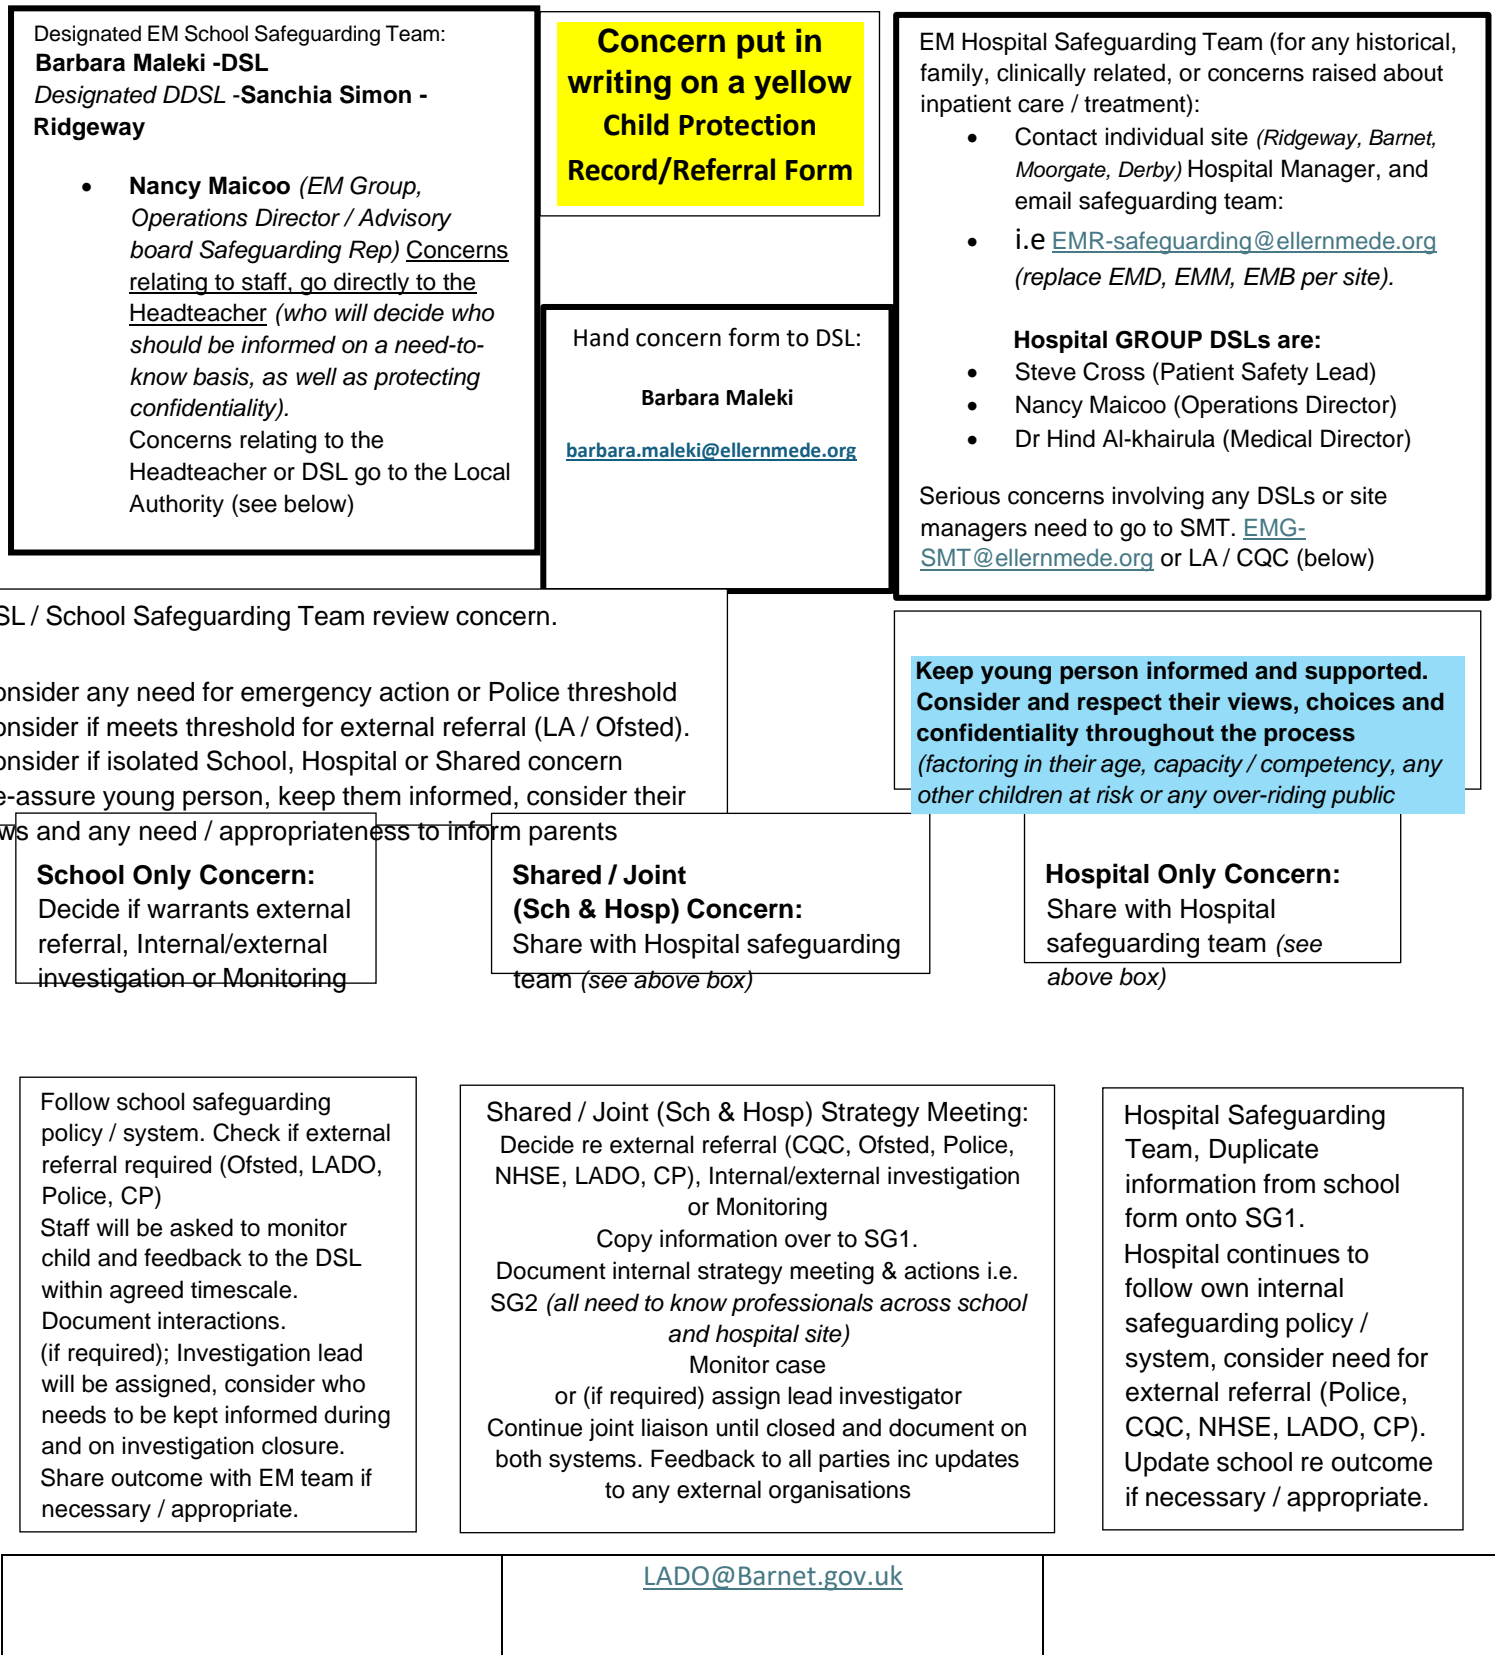 Designated EM School Safeguarding Team:
Barbara Maleki -DSL
Designated DDSL -Sanchia Simon -
Ridgeway
• Nancy Maicoo (EM Group,
Operations Director / Advisory
board Safeguarding Rep) Concerns
relating to staff, go directly to the
Headteacher (who will decide who
should be informed on a need-to-
know basis, as well as protecting
confidentiality).
Concerns relating to the
Headteacher or DSL go to the Local
Authority (see below)
Concern put in
writing on a yellow
Child Protection
Record/Referral Form
Hand concern form to DSL:
Barbara Maleki
barbara.maleki@ellernmede.org
EM Hospital Safeguarding Team (for any historical,
family, clinically related, or concerns raised about
inpatient care / treatment):
• Contact individual site (Ridgeway, Barnet,
Moorgate, Derby) Hospital Manager, and
email safeguarding team:
• i.e EMR-safeguarding@ellernmede.org
(replace EMD, EMM, EMB per site).
Hospital GROUP DSLs are:
• Steve Cross (Patient Safety Lead)
• Nancy Maicoo (Operations Director)
• Dr Hind Al-khairula (Medical Director)
Serious concerns involving any DSLs or site
managers need to go to SMT. EMG-
SMT@ellernmede.org or LA / CQC (below)
SL / School Safeguarding Team review concern.
onsider any need for emergency action or Police threshold
onsider if meets threshold for external referral (LA / Ofsted).
onsider if isolated School, Hospital or Shared concern
e-assure young person, keep them informed, consider their
ws and any need / appropriateness to inform parents
Keep young person informed and supported.
Consider and respect their views, choices and
confidentiality throughout the process
(factoring in their age, capacity / competency, any
other children at risk or any over-riding public
School Only Concern:
Decide if warrants external
referral, Internal/external
investigation or Monitoring
Shared / Joint
(Sch & Hosp) Concern:
Share with Hospital safeguarding
team (see above box)
Hospital Only Concern:
Share with Hospital
safeguarding team (see
above box)
Follow school safeguarding
policy / system. Check if external
referral required (Ofsted, LADO,
Police, CP)
Staff will be asked to monitor
child and feedback to the DSL
within agreed timescale.
Document interactions.
(if required); Investigation lead
will be assigned, consider who
needs to be kept informed during
and on investigation closure.
Share outcome with EM team if
necessary / appropriate.
Shared / Joint (Sch & Hosp) Strategy Meeting:
Decide re external referral (CQC, Ofsted, Police,
NHSE, LADO, CP), Internal/external investigation
or Monitoring
Copy information over to SG1.
Document internal strategy meeting & actions i.e.
SG2 (all need to know professionals across school
and hospital site)
Monitor case
or (if required) assign lead investigator
Continue joint liaison until closed and document on
both systems. Feedback to all parties inc updates
to any external organisations
Hospital Safeguarding
Team, Duplicate
information from school
form onto SG1.
Hospital continues to
follow own internal
safeguarding policy /
system, consider need for
external referral (Police,
CQC, NHSE, LADO, CP).
Update school re outcome
if necessary / appropriate.
LADO@Barnet.gov.uk